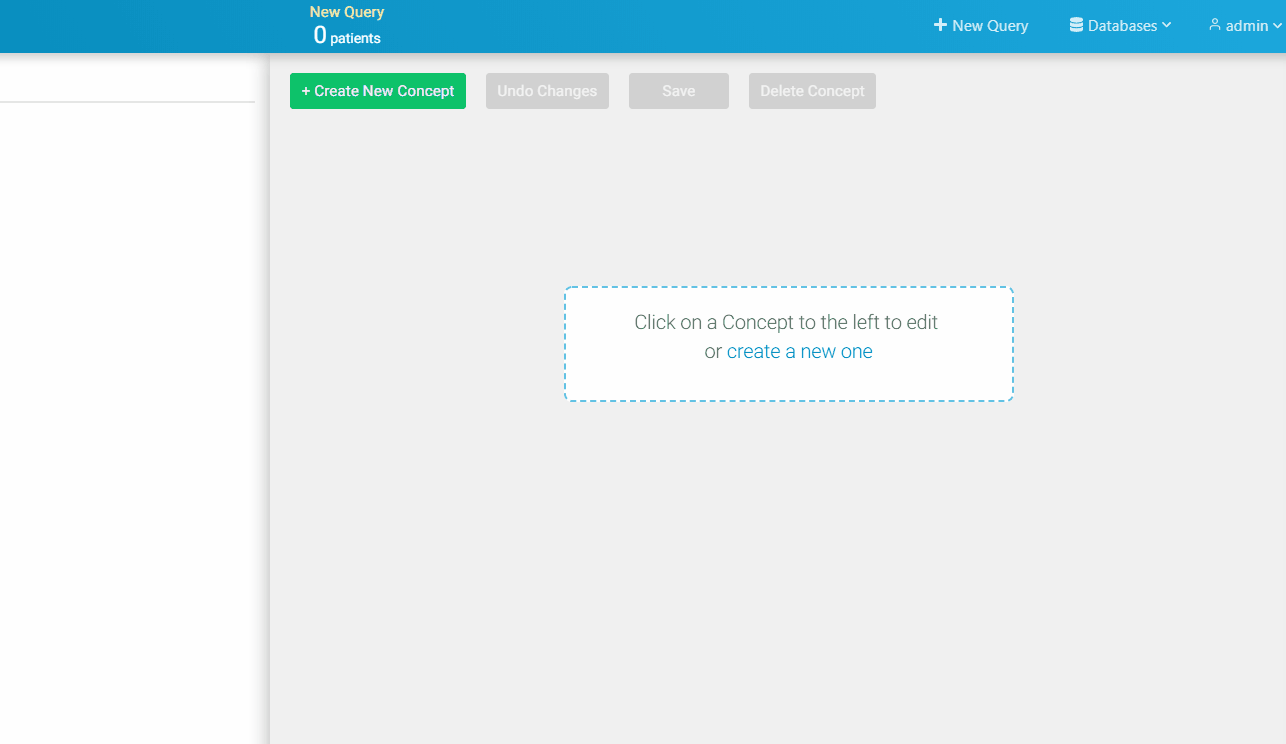 New Query
0 patients
New Query
Databases
admin
+ Create New Concept
Undo Changes
Save
Delete Concept
Click on a Concept to the left to edit
or create a new one